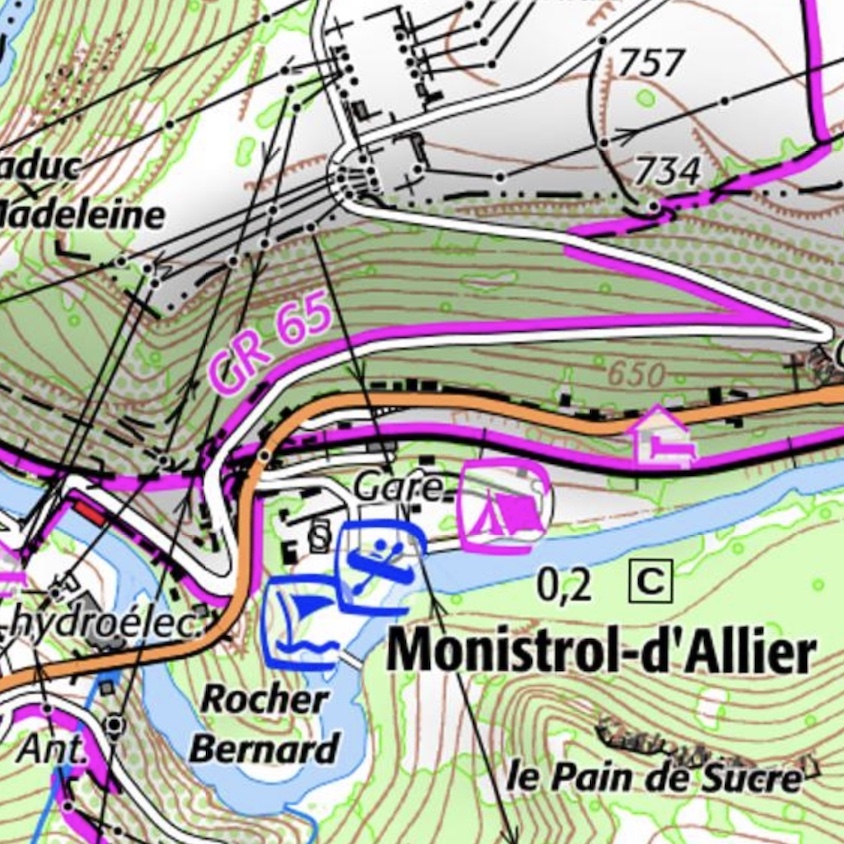 757
aduc
734
Madeleine
GR 65
650
Gare
S
0,2 C
-hydroélec.
Monistrol-d'Allier
Rocher
Bernard
Ant.
le Pain de Sucre